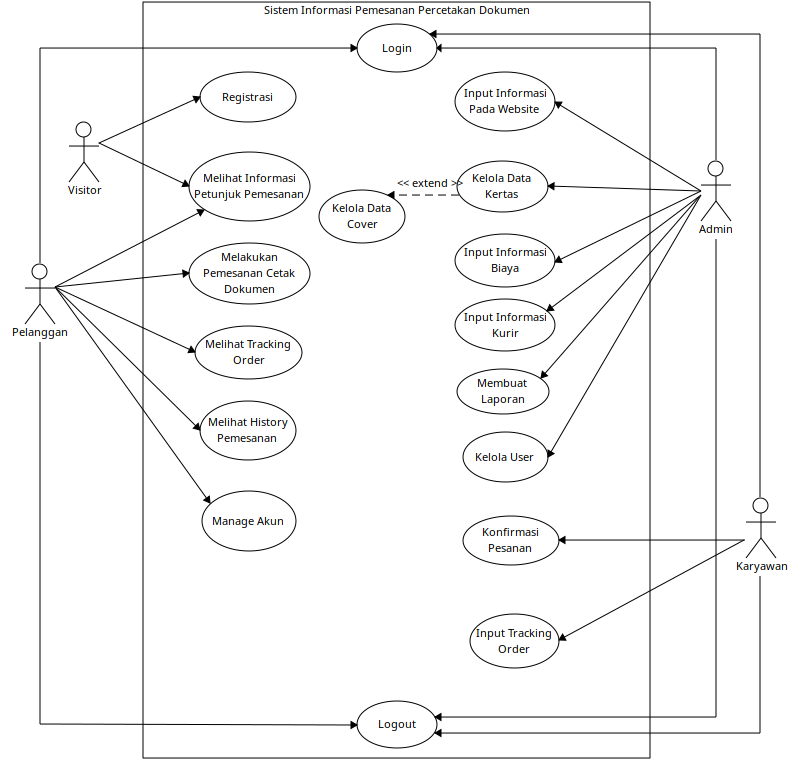 Sistem Informasi Pemesanan Percetakan Dokumen
Login
Registrasi
Input Informasi
Pada Website
Visitor
Melihat Informasi
Petunjuk Pemesanan
<< extend >>
Kelola Data
Kertas
Kelola Data
Cover
Admin
Melakukan
Pemesanan Cetak
Dokumen
Input Informasi
Biaya
Pelanggan
Input Informasi
Kurir
Melihat Tracking
Order
Membuat
Laporan
Melihat History
Pemesanan
Kelola User
Manage Akun
Konfirmasi
Pesanan
Karyawan
Input Tracking
Order
Logout